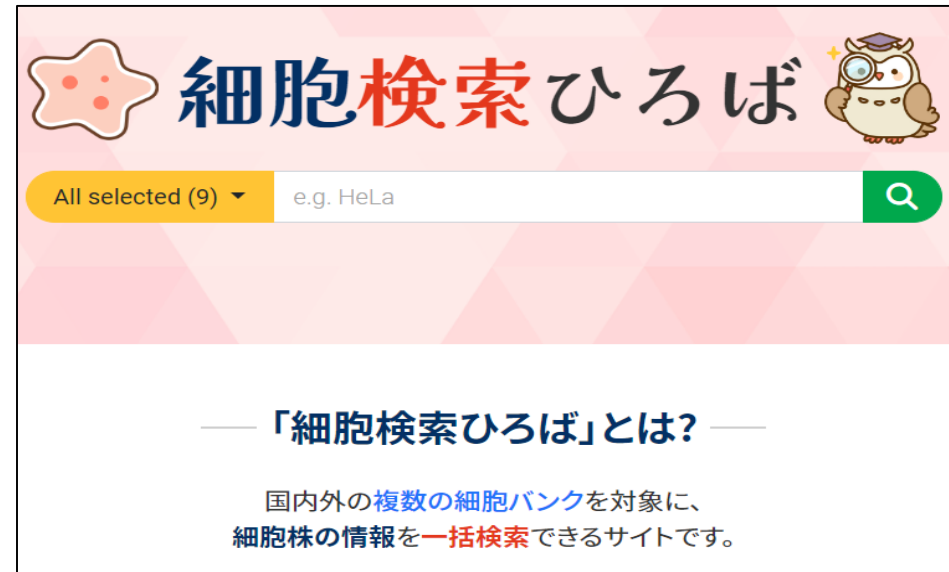 細胞検索ひろば
All selected (9)
e.g. HeLa
「細胞検索ひろば」とは?
国内外の複数の細胞バンクを対象に、
細胞株の情報を一括検索できるサイトです。